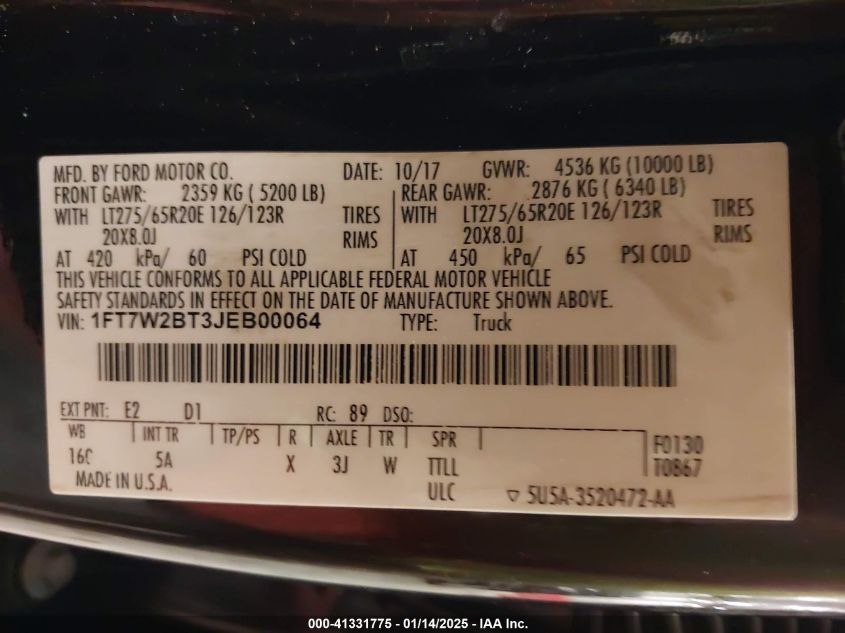 MFD. BY FORD MOTOR CO. DATE: 10/17 GVWR: 4536 KG (10000 LB)
FRONT GAWR: 2359 KG ( 5200 LB) REAR GAWR: 2876 KG ( 6340 LB)
WITH LT275/65R20E 126/123R TIRES WITH LT275/65R20E 126/123R TIRES
20X8.0J RIMS 20X8.0J RIMS
AT 420 kPa/ 60 PSI COLD AT 450 kPa/ 65 PSI COLD
THIS VEHICLE CONFORMS TO ALL APPLICABLE FEDERAL MOTOR VEHICLE
SAFETY STANDARDS IN EFFECT ON THE DATE OF MANUFACTURE SHOWN ABOVE.
VIN: 1FT7W2BT3JEB00064 TYPE: Truck
EXT PNT: E2 D1 RC: 89 DSO:
WB INT TR TP/PS R AXLE TR SPR F0130
160 5A X 3J W TTLL T0867
MADE IN U.S.A. ULC ▽ 5U5A-3520472-AA
000-41331775 - 01/14/2025 - IAA Inc.